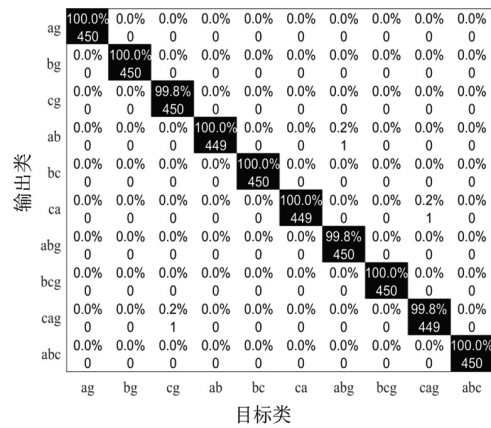 ag 100.0% 0.0% 0.0% 0.0% 0.0% 0.0% 0.0% 0.0% 0.0% 0.0%
450 0 0 0 0 0 0 0 0 0
bg 0.0% 100.0% 0.0% 0.0% 0.0% 0.0% 0.0% 0.0% 0.0% 0.0%
0 450 0 0 0 0 0 0 0 0
cg 0.0% 0.0% 99.8% 0.0% 0.0% 0.0% 0.0% 0.0% 0.0% 0.0%
0 0 450 0 0 0 0 0 0 0
ab 0.0% 0.0% 0.0% 100.0% 0.0% 0.0% 0.2% 0.0% 0.0% 0.0%
0 0 0 449 0 0 1 0 0 0
bc 0.0% 0.0% 0.0% 0.0% 100.0% 0.0% 0.0% 0.0% 0.0% 0.0%
0 0 0 0 450 0 0 0 0 0
ca 0.0% 0.0% 0.0% 0.0% 0.0% 100.0% 0.0% 0.0% 0.2% 0.0%
0 0 0 0 0 449 0 0 1 0
abg 0.0% 0.0% 0.0% 0.0% 0.0% 0.0% 99.8% 0.0% 0.0% 0.0%
0 0 0 0 0 0 450 0 0 0
bcg 0.0% 0.0% 0.0% 0.0% 0.0% 0.0% 0.0% 100.0% 0.0% 0.0%
0 0 0 0 0 0 0 450 0 0
cag 0.0% 0.0% 0.2% 0.0% 0.0% 0.0% 0.0% 0.0% 99.8% 0.0%
0 0 1 0 0 0 0 0 449 0
abc 0.0% 0.0% 0.0% 0.0% 0.0% 0.0% 0.0% 0.0% 0.0% 100.0%
0 0 0 0 0 0 0 0 0 450
ag bg cg ab bc ca abg bcg cag abc
目标类
输出类